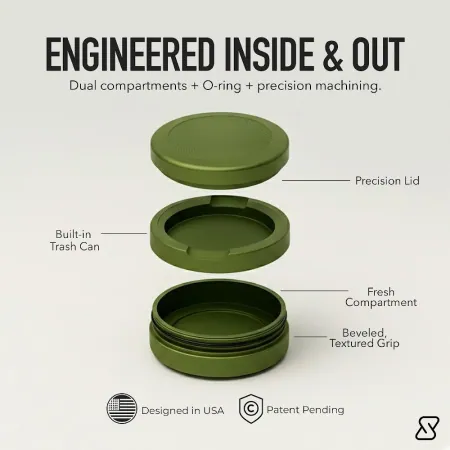 ENGINEERED INSIDE & OUT
Dual compartments + O-ring + precision machining.
Precision Lid
Built-in
Trash Can
Fresh
Compartment
Beveled,
Textured Grip
Designed in USA
C
Patent Pending